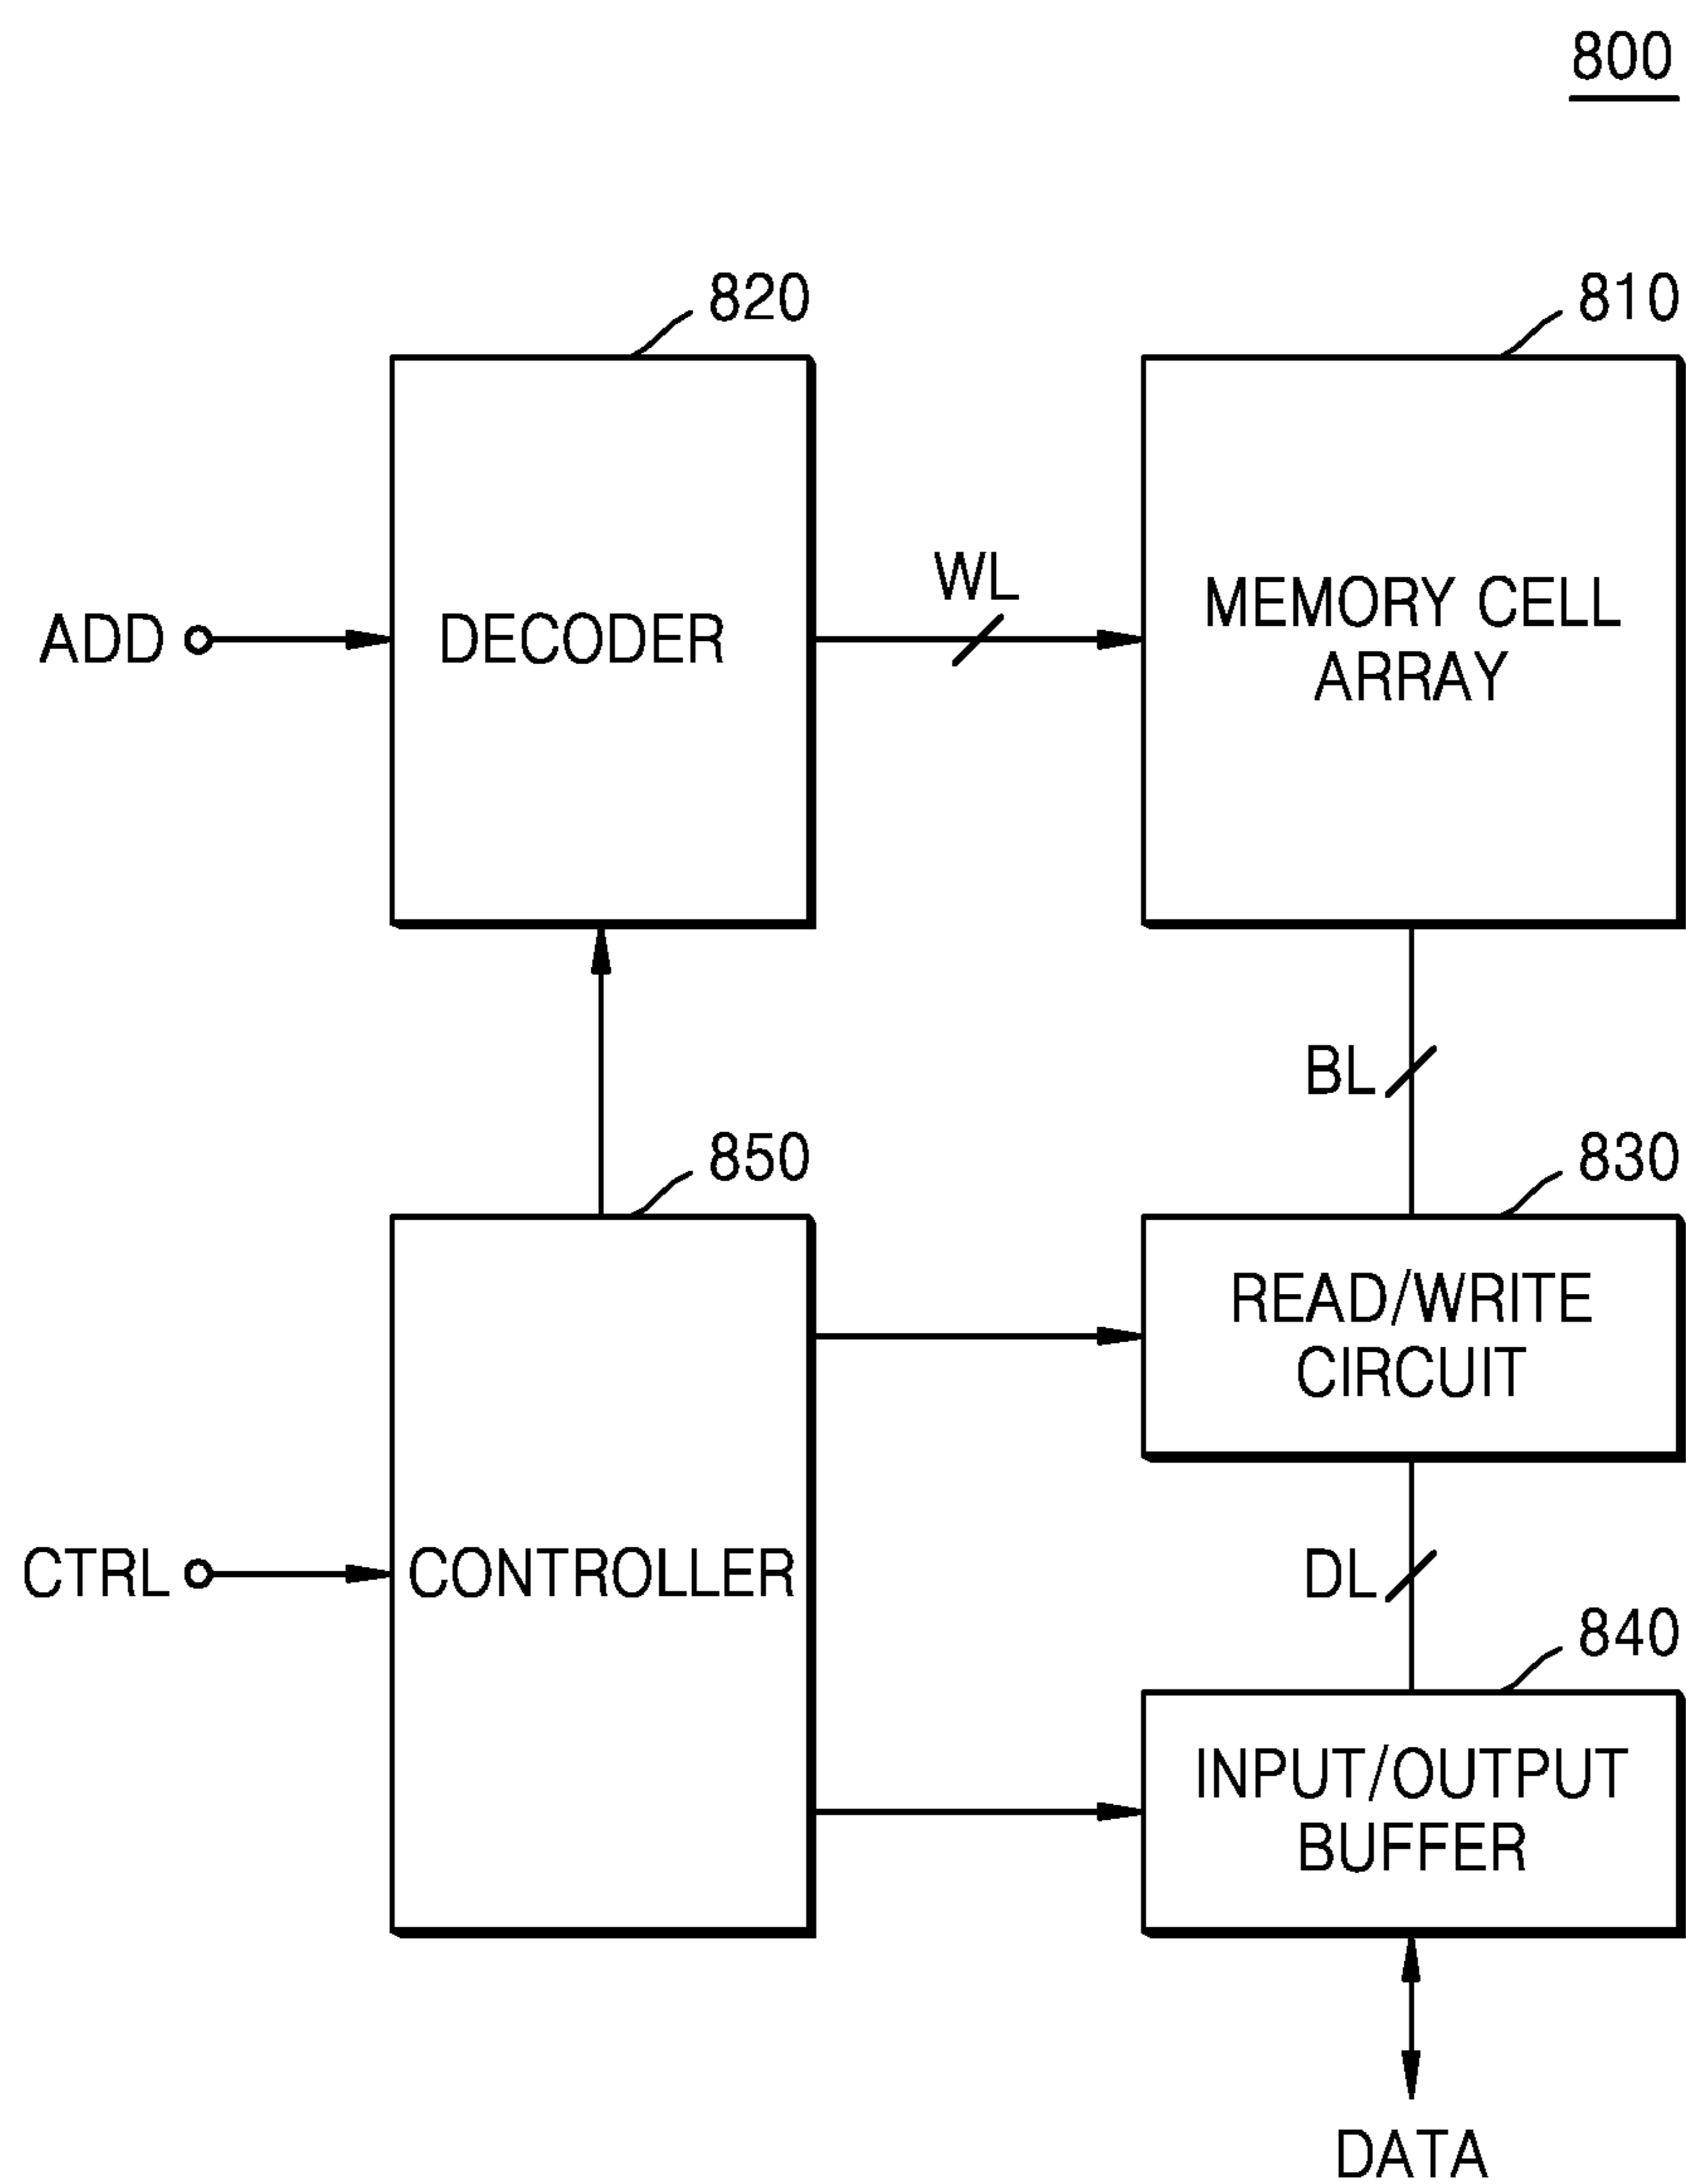 800
820
810
ADD
DECODER
WL
MEMORY CELL
ARRAY
BL
850
830
READ/WRITE
CIRCUIT
CTRL
CONTROLLER
DL
840
INPUT/OUTPUT
BUFFER
DATA